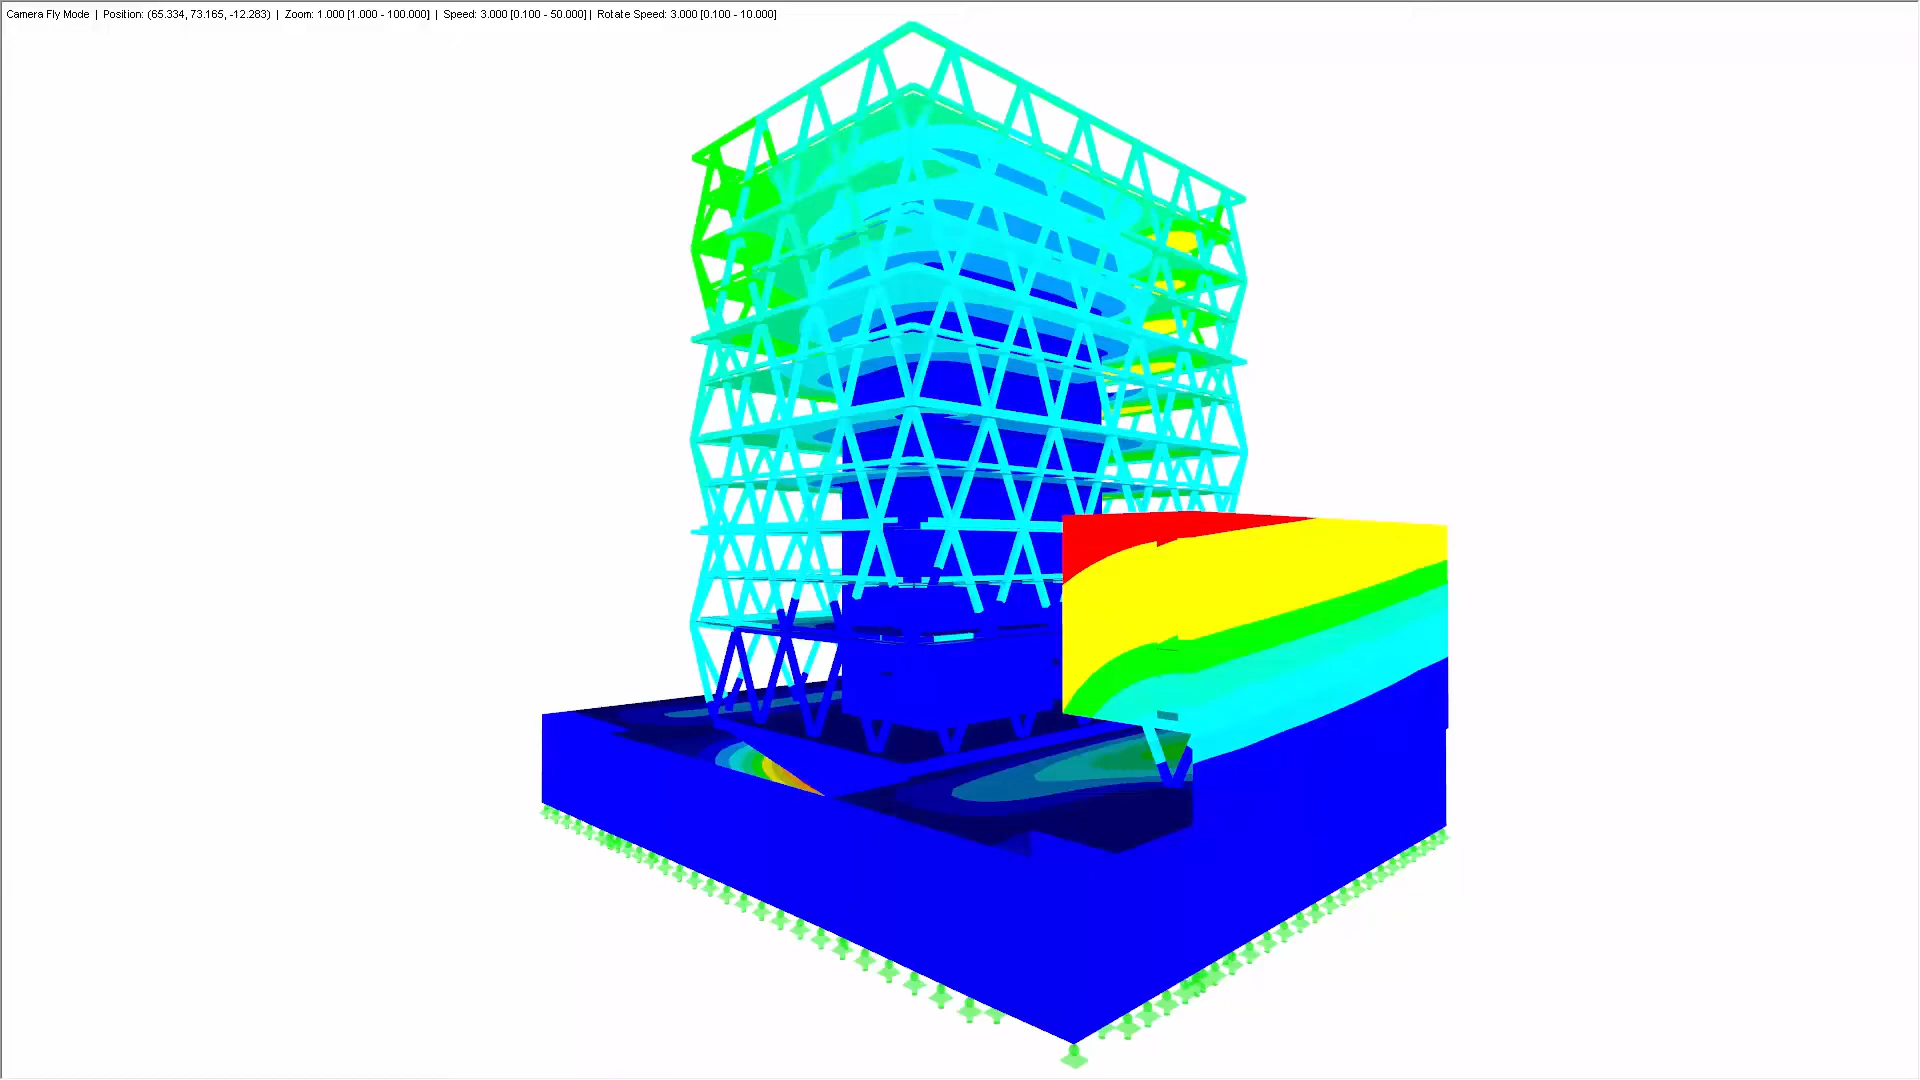 Camera Fly Mode | Position: (65.334, 73.165, -12.283) | Zoom: 1.000 [1.000 - 100.000] | Speed: 3.000 [0.100 - 50.000] | Rotate Speed: 3.000 [0.100 - 10.000]